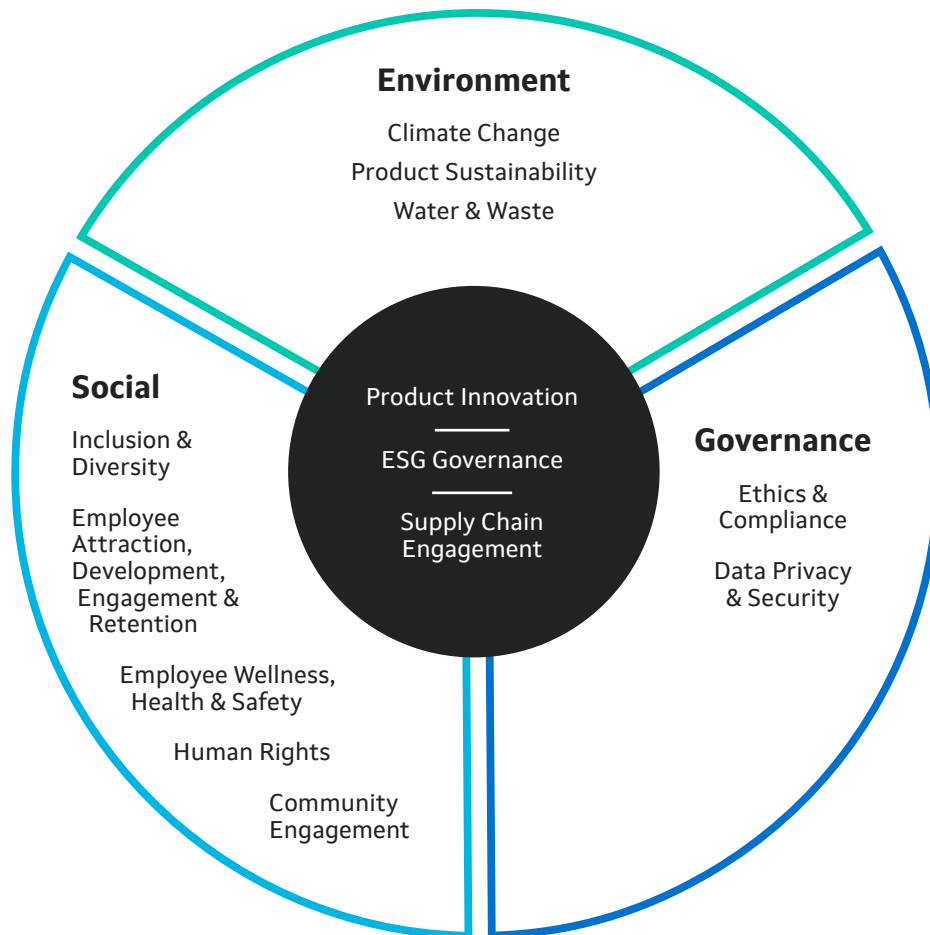 Environment
Climate Change
Product Sustainability
Water & Waste
Social
Inclusion &
Diversity
Employee
Attraction,
Development,
Engagement &
Retention
Employee Wellness,
Health & Safety
Human Rights
Community
Engagement
Product Innovation
ESG Governance
Supply Chain
Engagement
Governance
Ethics &
Compliance
Data Privacy
& Security